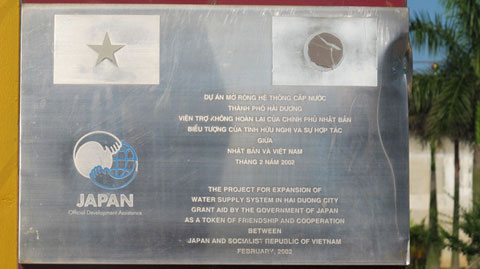 DỰ ÁN MỞ RỘNG HỆ THỐNG CẤP NƯỚC
THÀNH PHỐ HẢI DƯƠNG
VIỆN TRỢ KHÔNG HOÀN LẠI CỦA CHÍNH PHỦ NHẬT BẢN
BIỂU TƯỢNG CỦA TÌNH HỮU NGHỊ VÀ SỰ HỢP TÁC
GIỮA
NHẬT BẢN VÀ VIỆT NAM
THÁNG 2 NĂM 2002
JAPAN
Official Development Assistance
THE PROJECT FOR EXPANSION OF
WATER SUPPLY SYSTEM IN HAI DUONG CITY
GRANT AID BY THE GOVERNMENT OF JAPAN
AS A TOKEN OF FRIENDSHIP AND COOPERATION
BETWEEN
JAPAN AND SOCIALIST REPUBLIC OF VIETNAM
FEBRUARY, 2002